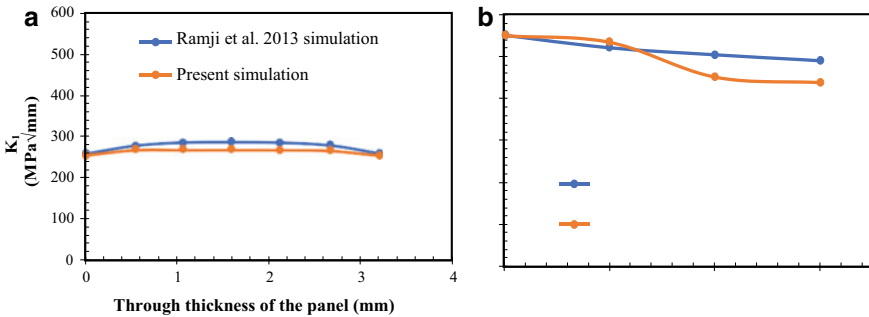 a
600
500
400
300
200
100
0
K₁
(MPa√mm)
Ramji et al. 2013 simulation
Present simulation
0 1 2 3 4
Through thickness of the panel (mm)
b